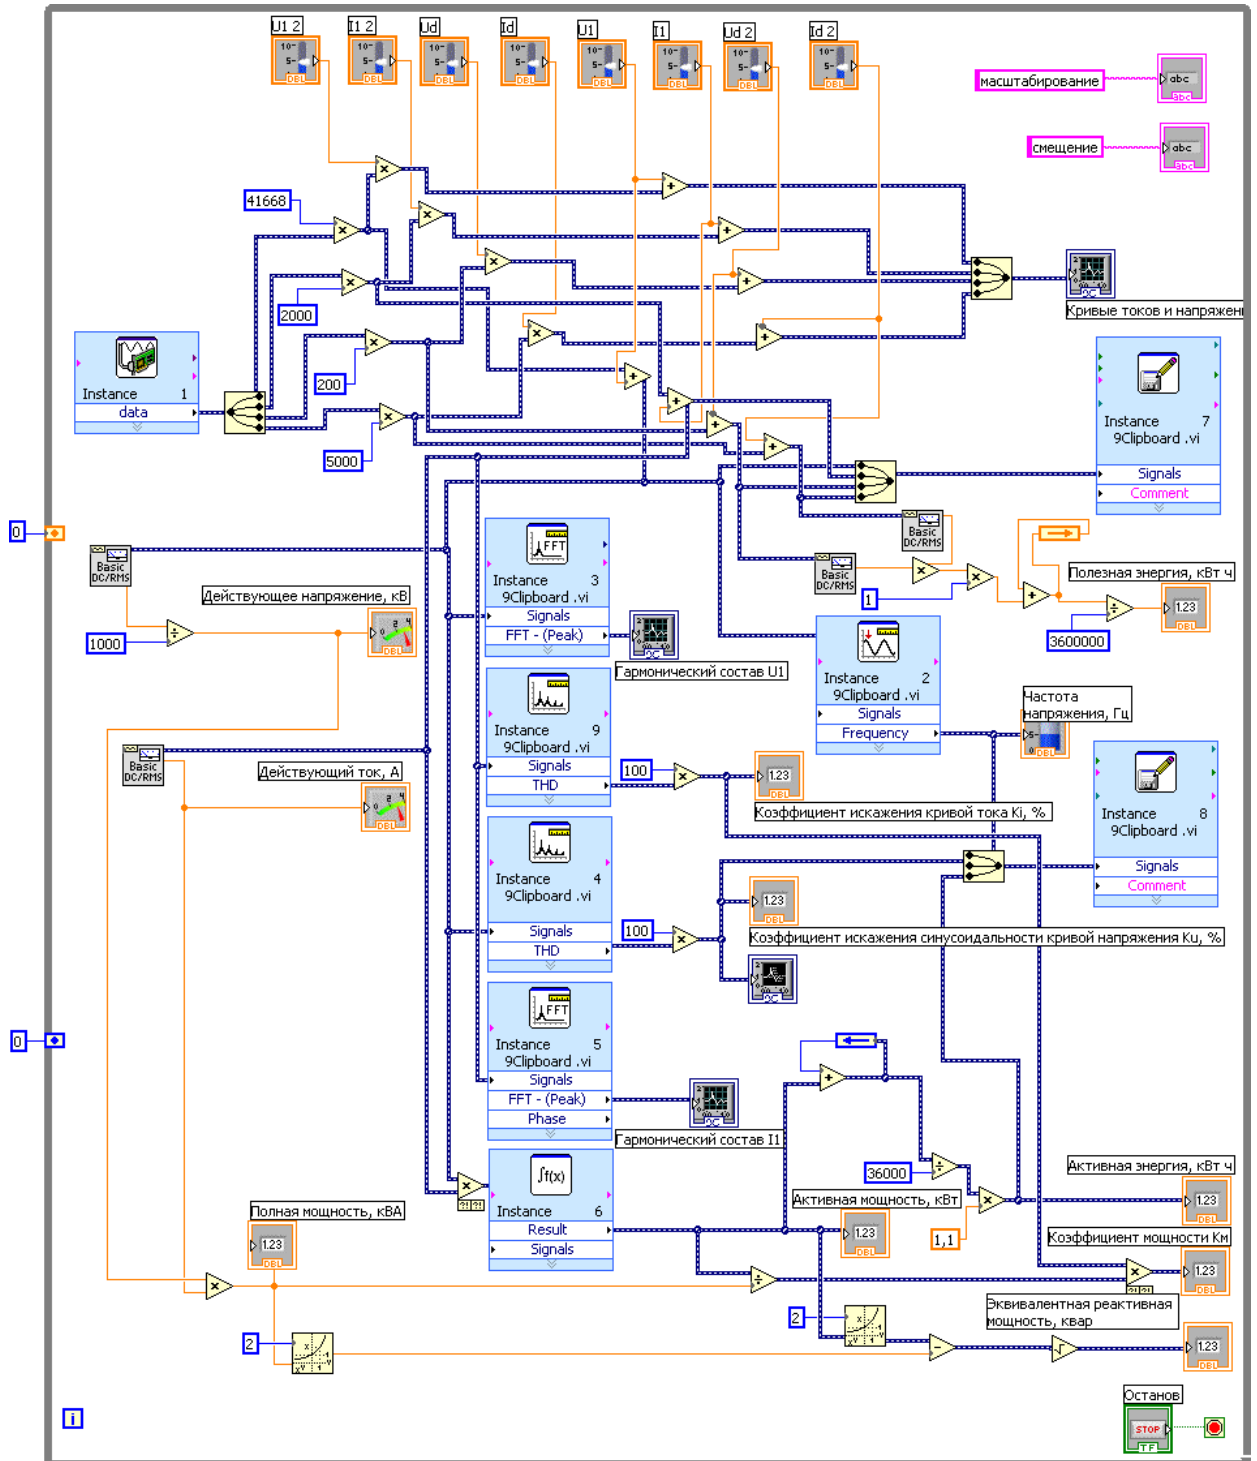 U1 2
I1 2
Ud
Id
U1
I1
Ud 2
Id 2
масштабирование
смещение
41668
2000
200
5000
Instance 1
data
Кривые токов и напряжен
Instance 7
9Clipboard .vi
Signals
Comment
0
Basic
DC/RMS
Действующее напряжение, кВ
1000
Instance 3
9Clipboard .vi
Signals
FFT - (Peak)
Гармонический состав U1
Basic
DC/RMS
Basic
DC/RMS
1
Полезная энергия, кВт ч
3600000
Instance 2
9Clipboard .vi
Signals
Frequency
Частота
напряжения, Гц
Basic
DC/RMS
Действующий ток, А
Instance 9
9Clipboard .vi
Signals
THD
100
Коэффициент искажения кривой тока Ki, %
Instance 8
9Clipboard .vi
Signals
Comment
Instance 4
9Clipboard .vi
Signals
THD
100
Коэффициент искажения синусоидальности кривой напряжения Ku, %
0
Instance 5
9Clipboard .vi
Signals
FFT - (Peak)
Phase
Гармонический состав I1
36000
1,1
Активная энергия, кВт ч
∫f(x)
Instance 6
Result
Signals
Активная мощность, кВт
Полная мощность, кВА
Коэффициент мощности Км
2
2
Эквивалентная реактивная
мощность, квар
i
Останов
STOP
TF